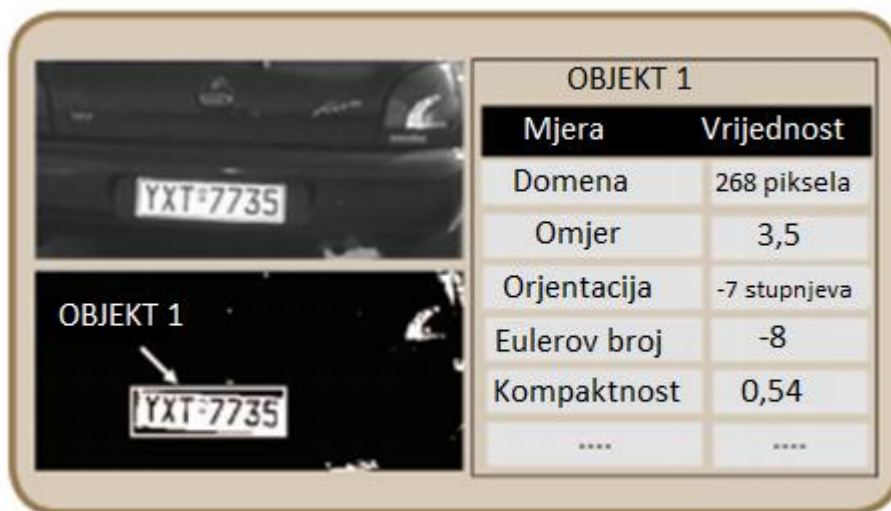 YXT 7735
OBJEKT 1
YXT 7735
OBJEKT 1
Mjera Vrijednost
Domena 268 piksela
Omjer 3,5
Orjentacija -7 stupnjeva
Eulerov broj -8
Kompaktnost 0,54
.... ....